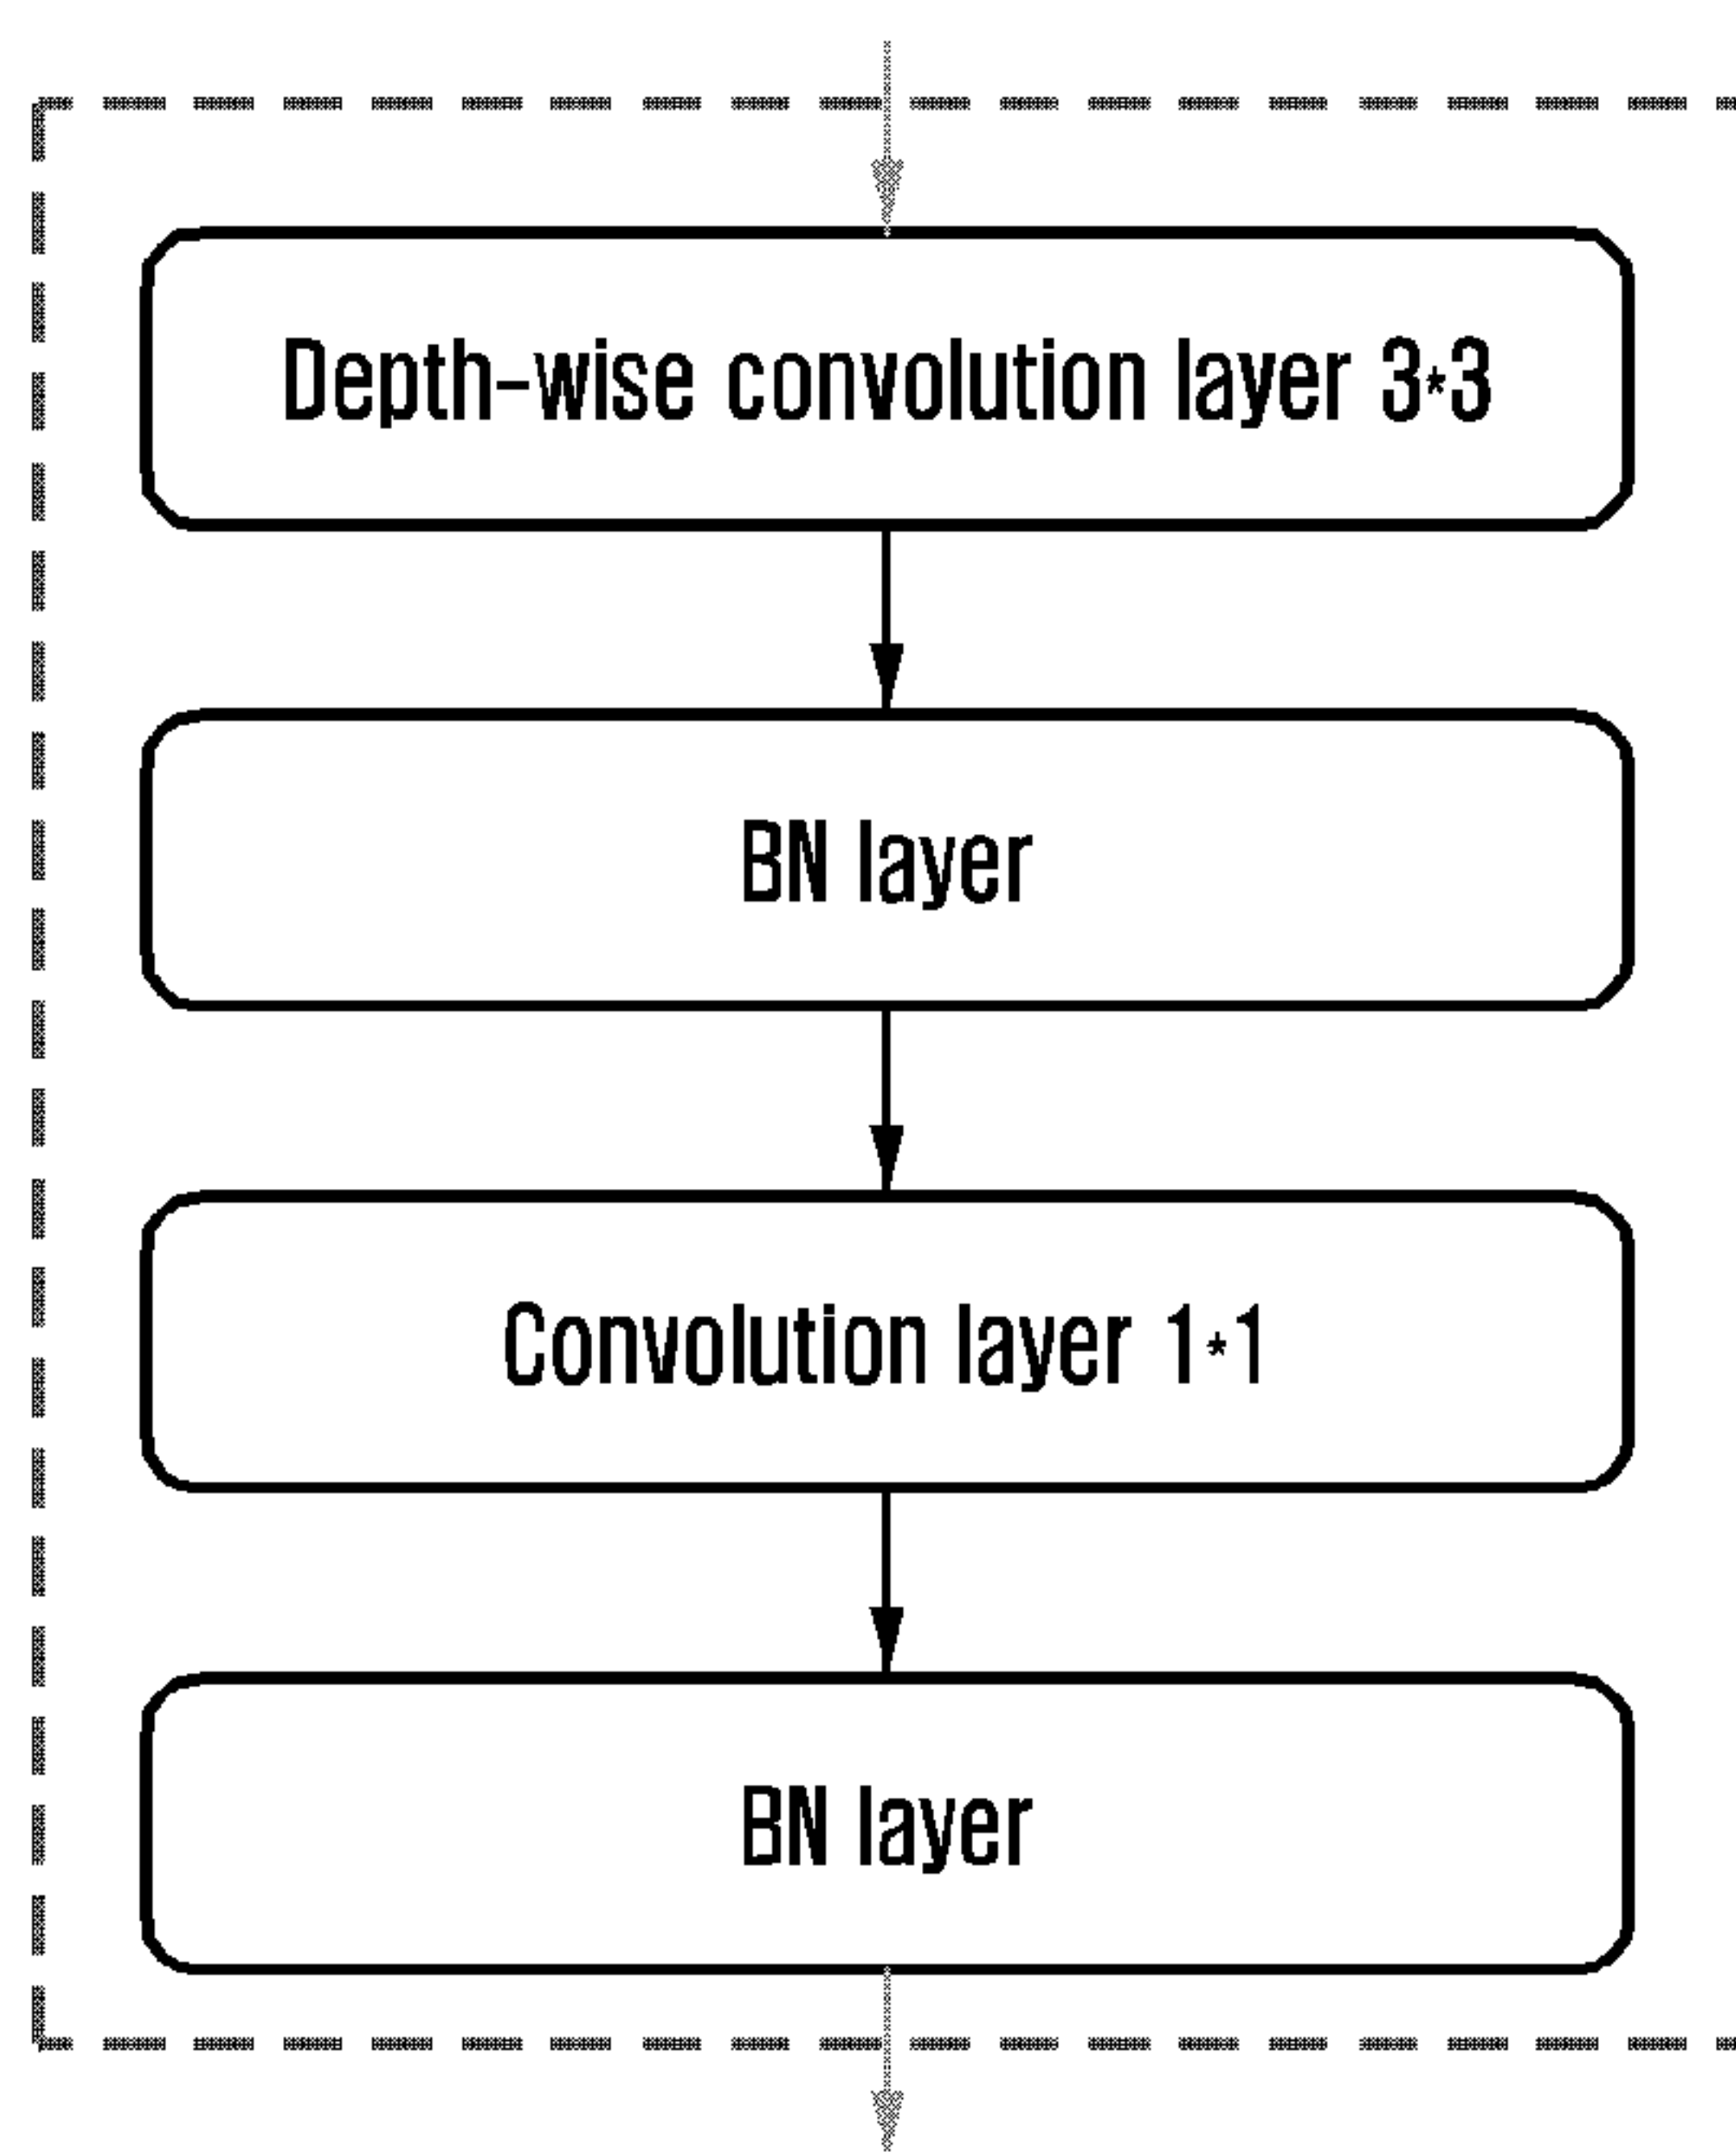 Depth-wise convolution layer 3*3
BN layer
Convolution layer 1*1
BN layer